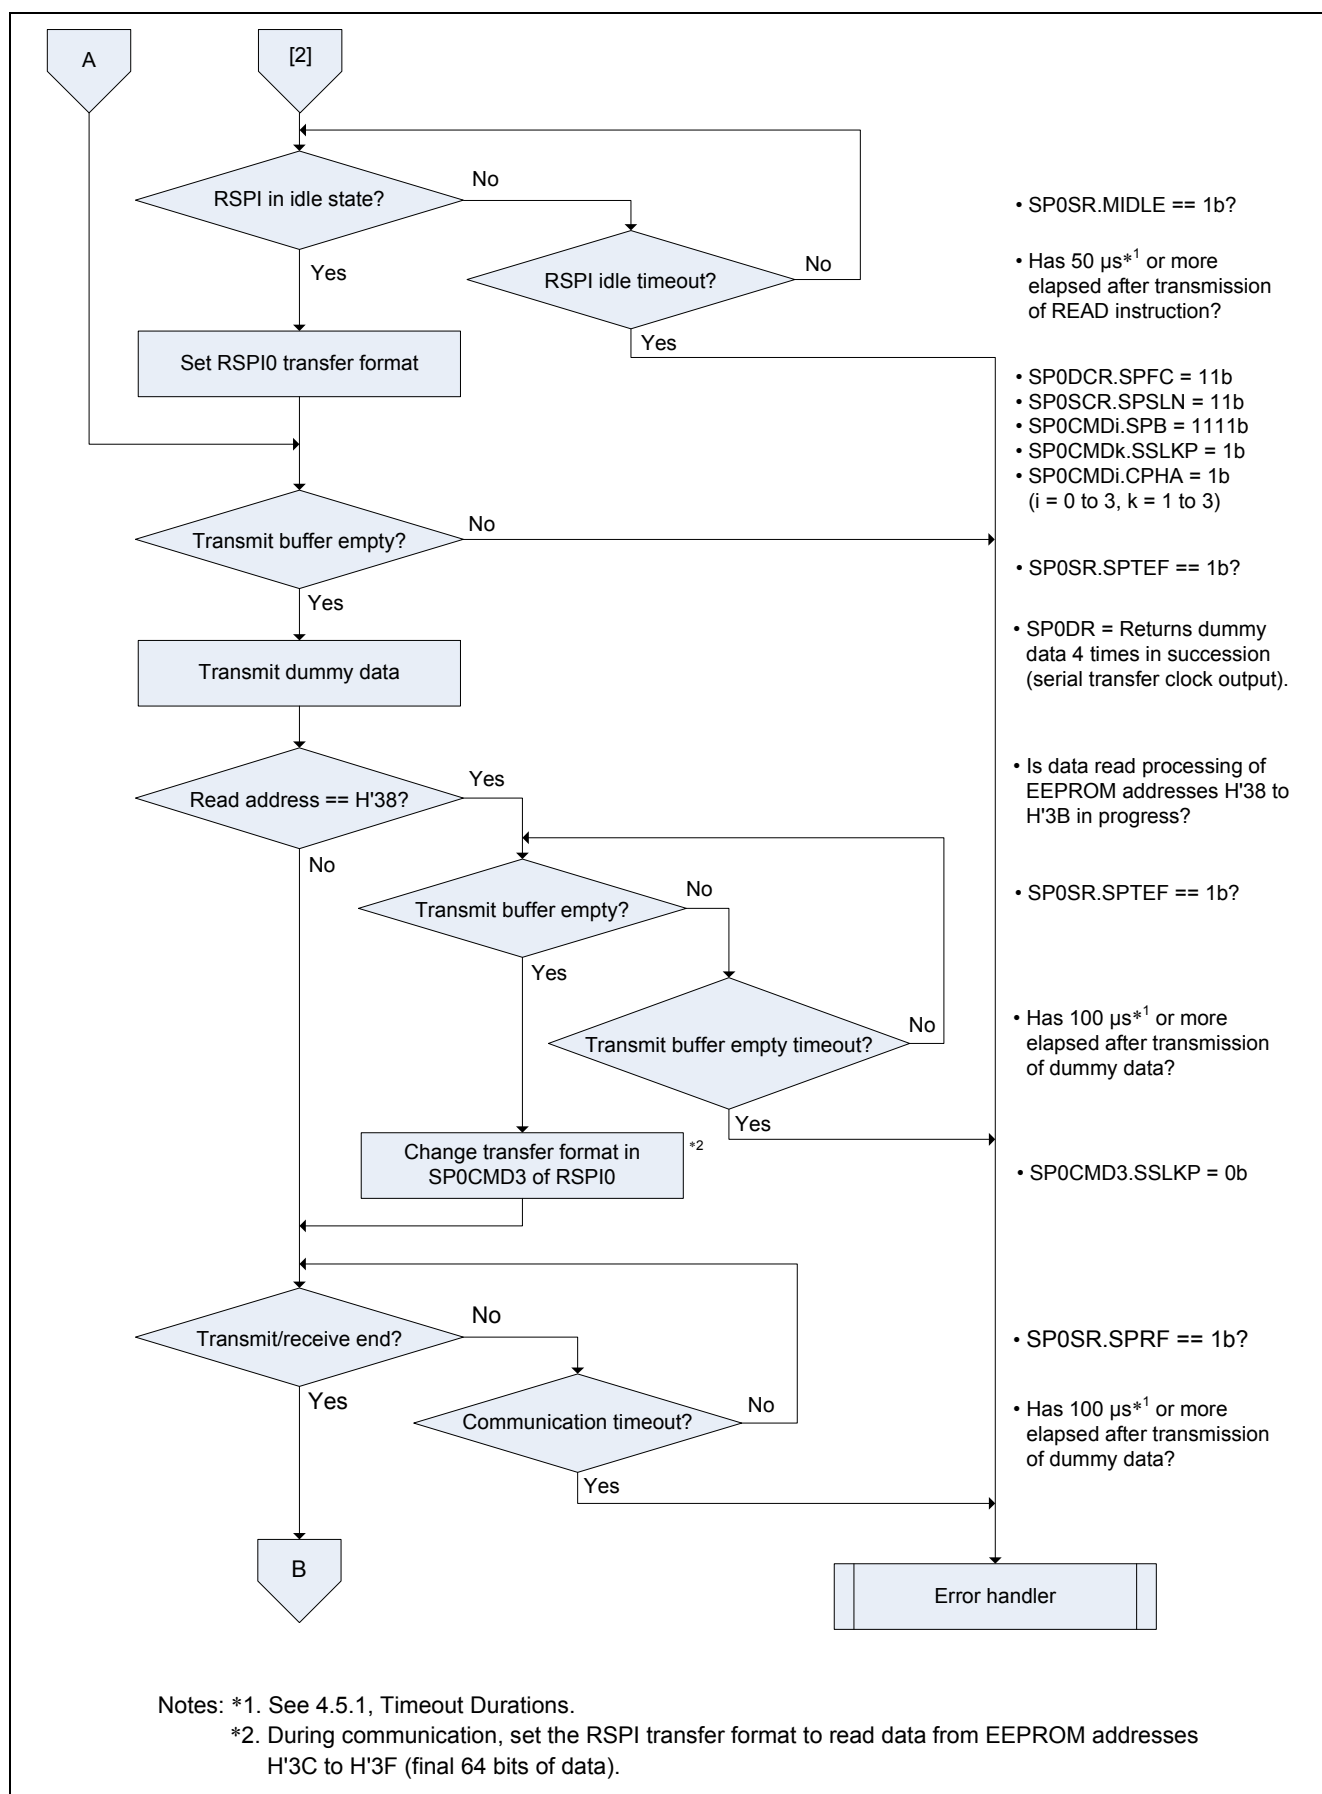 A
[2]
RSPI in idle state?
No
• SP0SR.MIDLE == 1b?
Yes
RSPI idle timeout?
No
• Has 50 µs*1 or more
elapsed after transmission
of READ instruction?
Yes
Set RSPI0 transfer format
• SP0DCR.SPFC = 11b
• SP0SCR.SPSLN = 11b
• SP0CMDi.SPB = 1111b
• SP0CMDk.SSLKP = 1b
• SP0CMDi.CPHA = 1b
(i = 0 to 3, k = 1 to 3)
Transmit buffer empty?
No
• SP0SR.SPTEF == 1b?
Yes
Transmit dummy data
• SP0DR = Returns dummy
data 4 times in succession
(serial transfer clock output).
Read address == H'38?
Yes
• Is data read processing of
EEPROM addresses H'38 to
H'3B in progress?
No
Transmit buffer empty?
No
• SP0SR.SPTEF == 1b?
Yes
Transmit buffer empty timeout?
No
• Has 100 µs*1 or more
elapsed after transmission
of dummy data?
Yes
Change transfer format in
SP0CMD3 of RSPI0
*2
• SP0CMD3.SSLKP = 0b
Transmit/receive end?
No
• SP0SR.SPRF == 1b?
Yes
Communication timeout?
No
• Has 100 µs*1 or more
elapsed after transmission
of dummy data?
Yes
B
Error handler
Notes: *1. See 4.5.1, Timeout Durations.
*2. During communication, set the RSPI transfer format to read data from EEPROM addresses
H'3C to H'3F (final 64 bits of data).